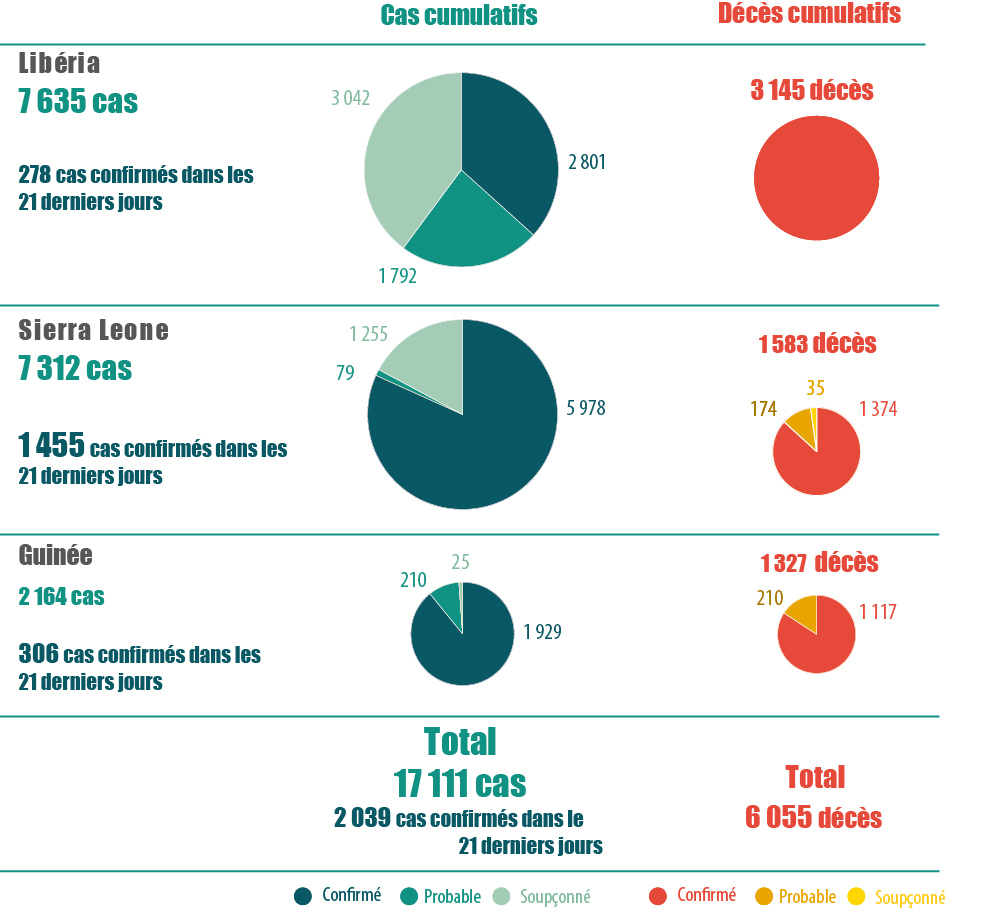 Cas cumulatifs
Décès cumulatifs
Libéria
7 635 cas
278 cas confirmés dans les
21 derniers jours
3 042
2 801
1 792
3 145 décès
Sierra Leone
7 312 cas
1 455 cas confirmés dans les
21 derniers jours
1 255
79
5 978
1 583 décès
35
174
1 374
Guinée
2 164 cas
306 cas confirmés dans les
21 derniers jours
25
210
1 929
1 327 décès
210
1 117
Total
17 111 cas
2 039 cas confirmés dans le
21 derniers jours
Total
6 055 décès
Confirmé
Probable
Soupçonné
Confirmé
Probable
Soupçonné